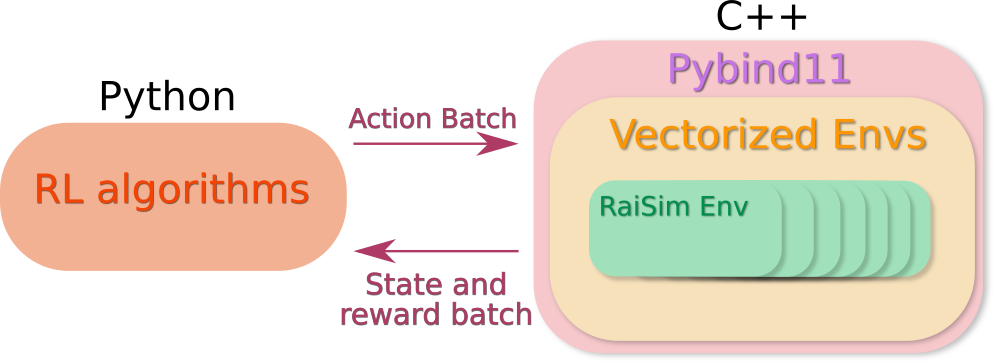 Python
RL algorithms
Action Batch
State and
reward batch
C++
Pybind11
Vectorized Envs
RaiSim Env